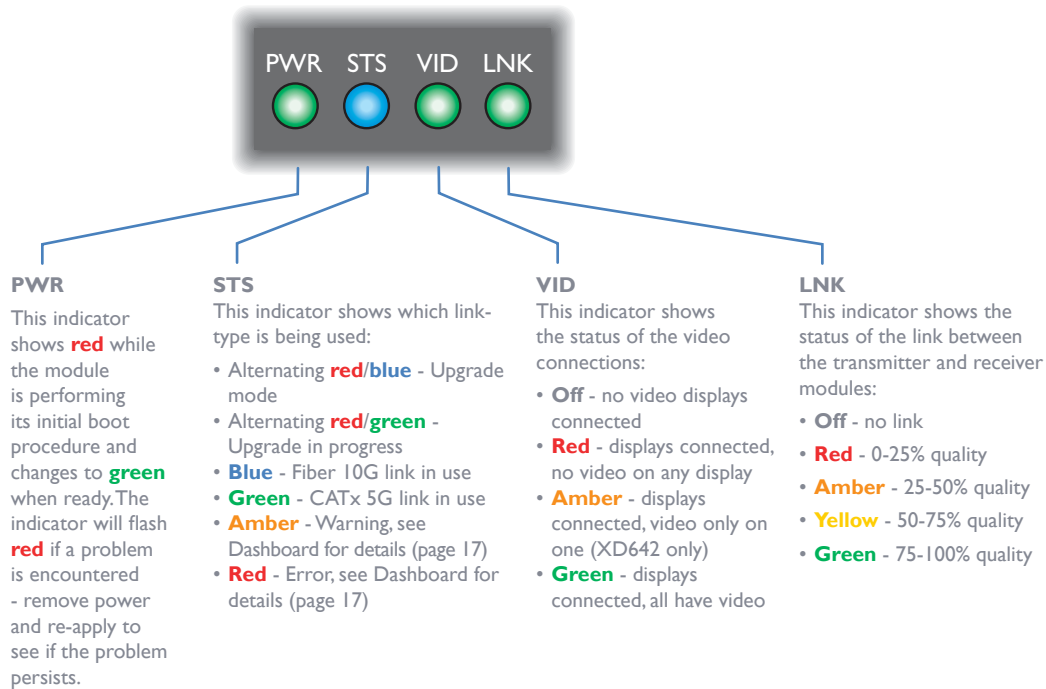 PWR STS VID LNK
PWR
This indicator
shows red while
the module
is performing
its initial boot
procedure and
changes to green
when ready. The
indicator will flash
red if a problem
is encountered
- remove power
and re-apply to
see if the problem
persists.
STS
This indicator shows which link-
type is being used:
• Alternating red/blue - Upgrade
mode
• Alternating red/green -
Upgrade in progress
• Blue - Fiber 10G link in use
• Green - CATx 5G link in use
• Amber - Warning, see
Dashboard for details (page 17)
• Red - Error, see Dashboard for
details (page 17)
VID
This indicator shows
the status of the video
connections:
• Off - no video displays
connected
• Red - displays connected,
no video on any display
• Amber - displays
connected, video only on
one (XD642 only)
• Green - displays
connected, all have video
LNK
This indicator shows the
status of the link between
the transmitter and receiver
modules:
• Off - no link
• Red - 0-25% quality
• Amber - 25-50% quality
• Yellow - 50-75% quality
• Green - 75-100% quality